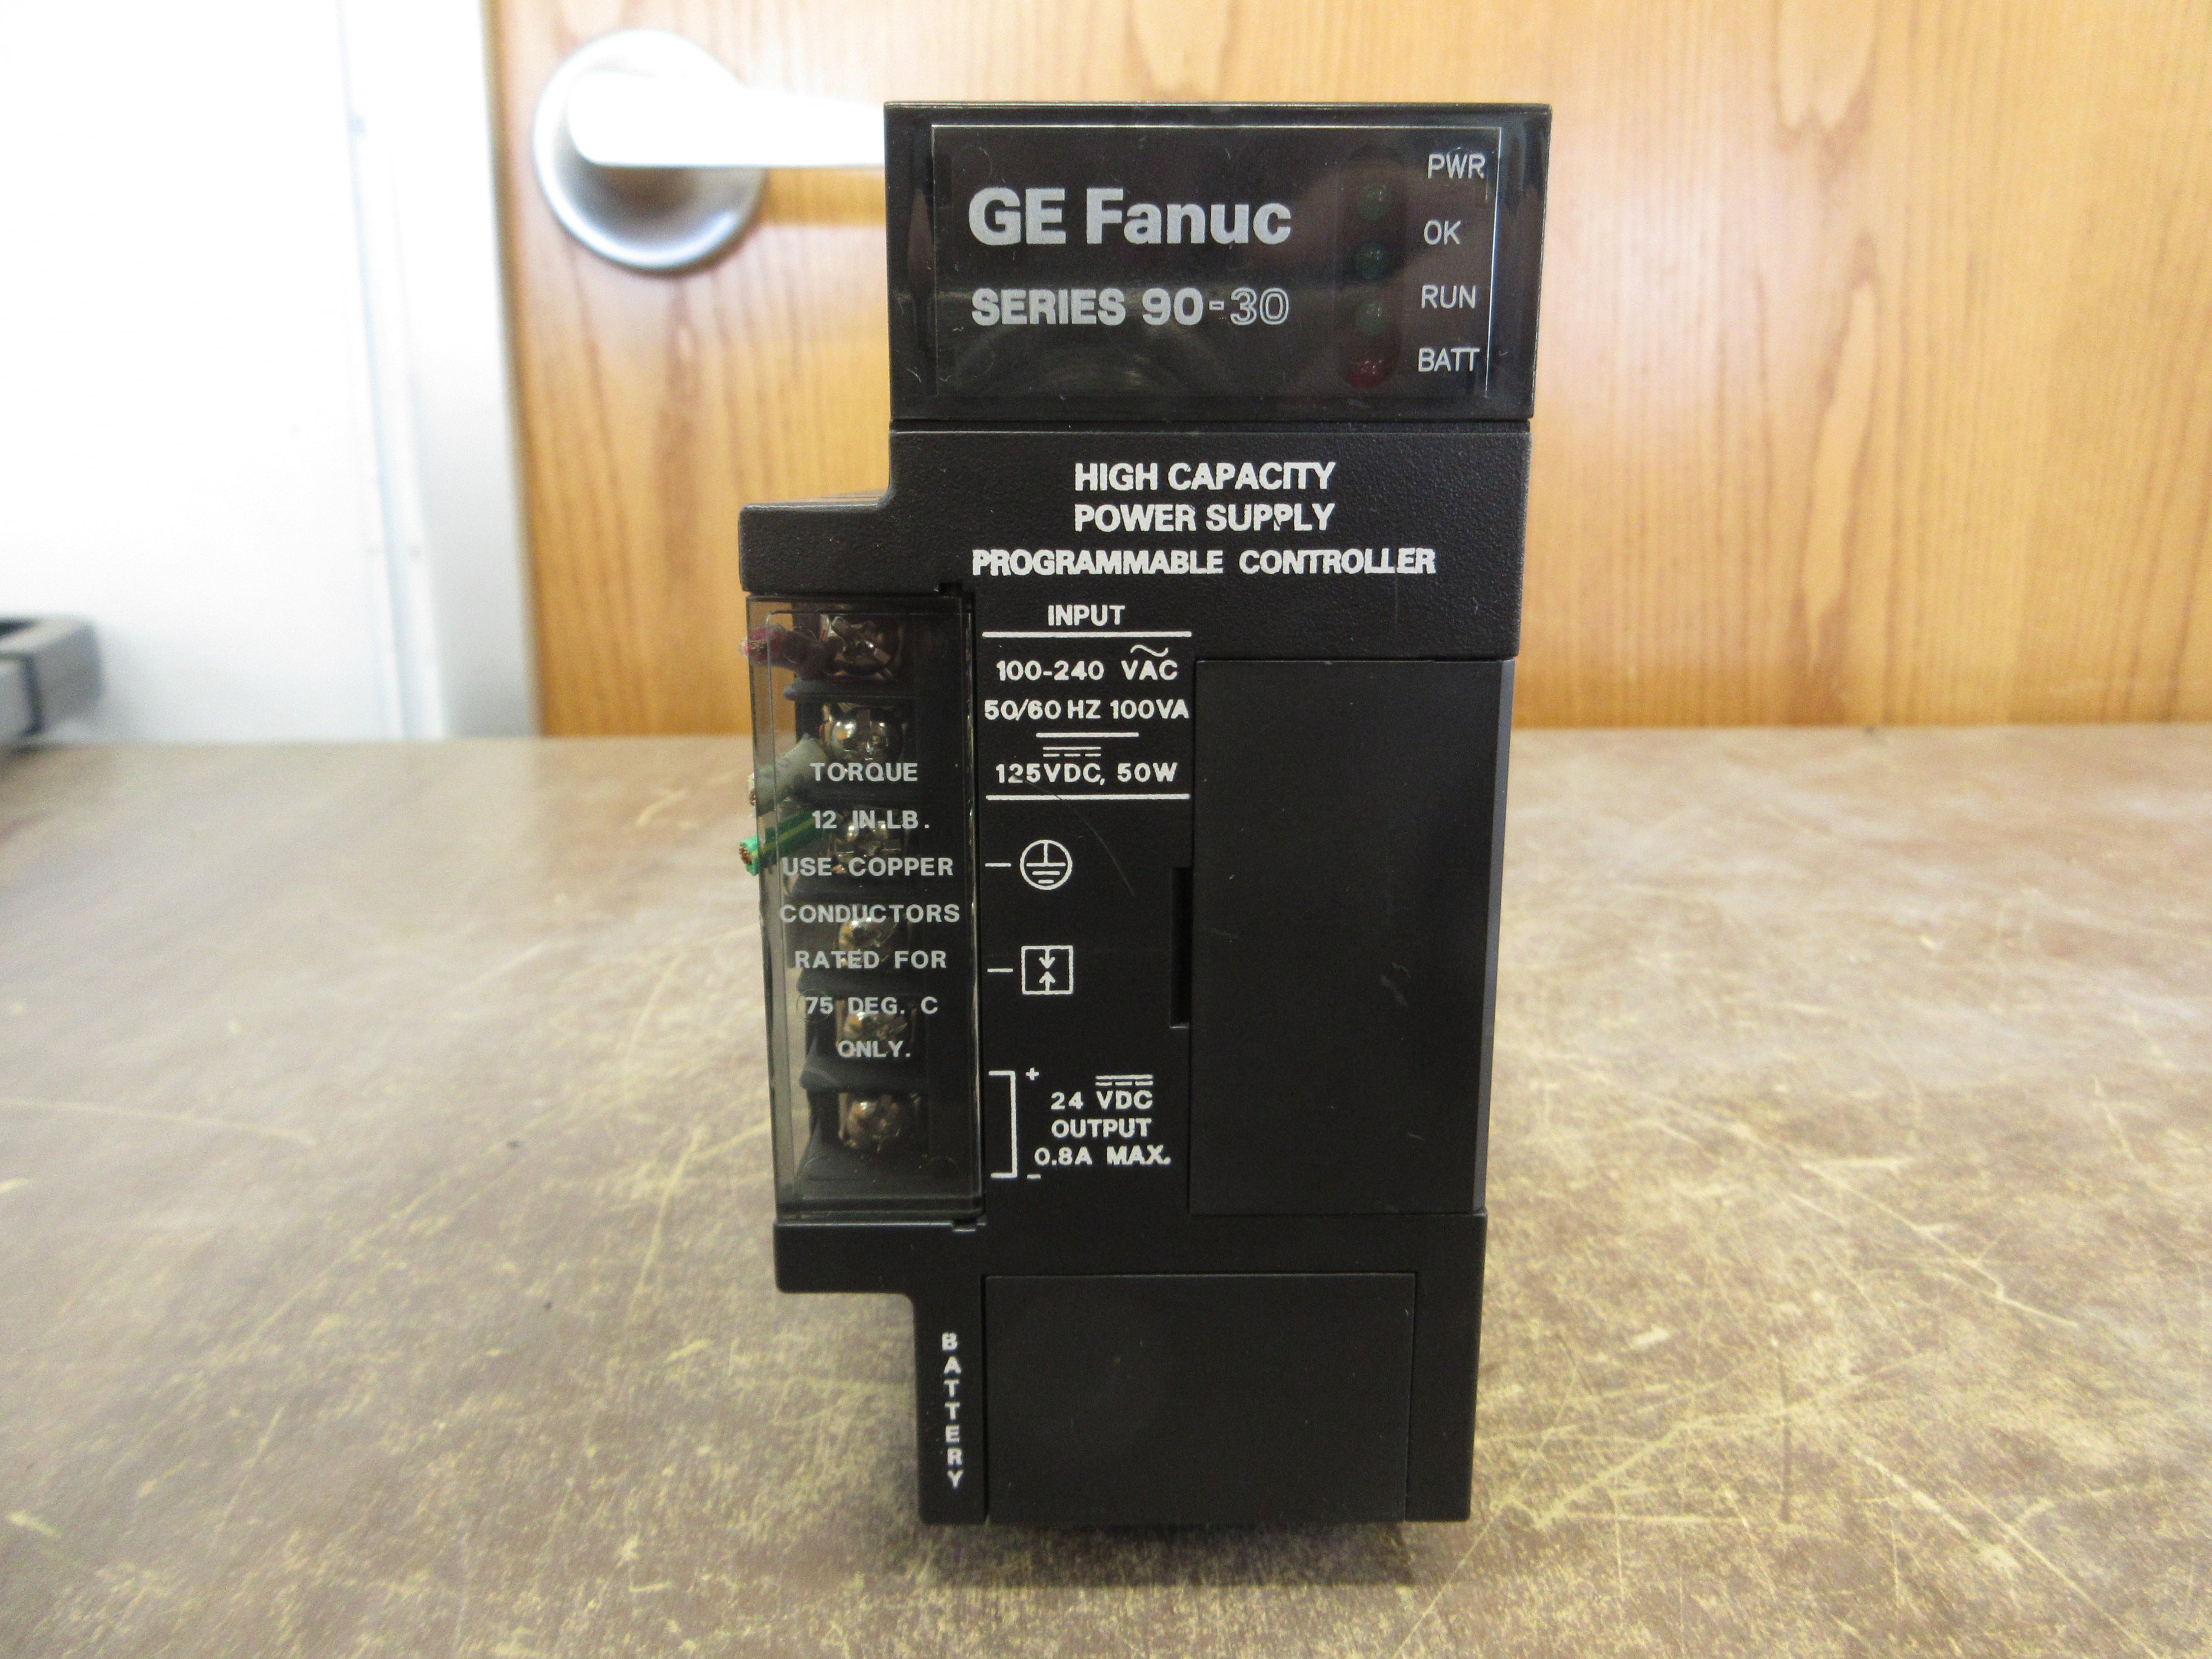 GE Fanuc
SERIES 90-30
PWR
OK
RUN
BATT
HIGH CAPACITY
POWER SUPPLY
PROGRAMMABLE CONTROLLER
INPUT
100-240 VAC
50/60 HZ 100VA
125VDC, 50W
TORQUE
12 IN-LB.
USE COPPER
CONDUCTORS
RATED FOR
75 DEG. C
ONLY.
+
24 VDC
OUTPUT
0.8A MAX.
-
BATTERY